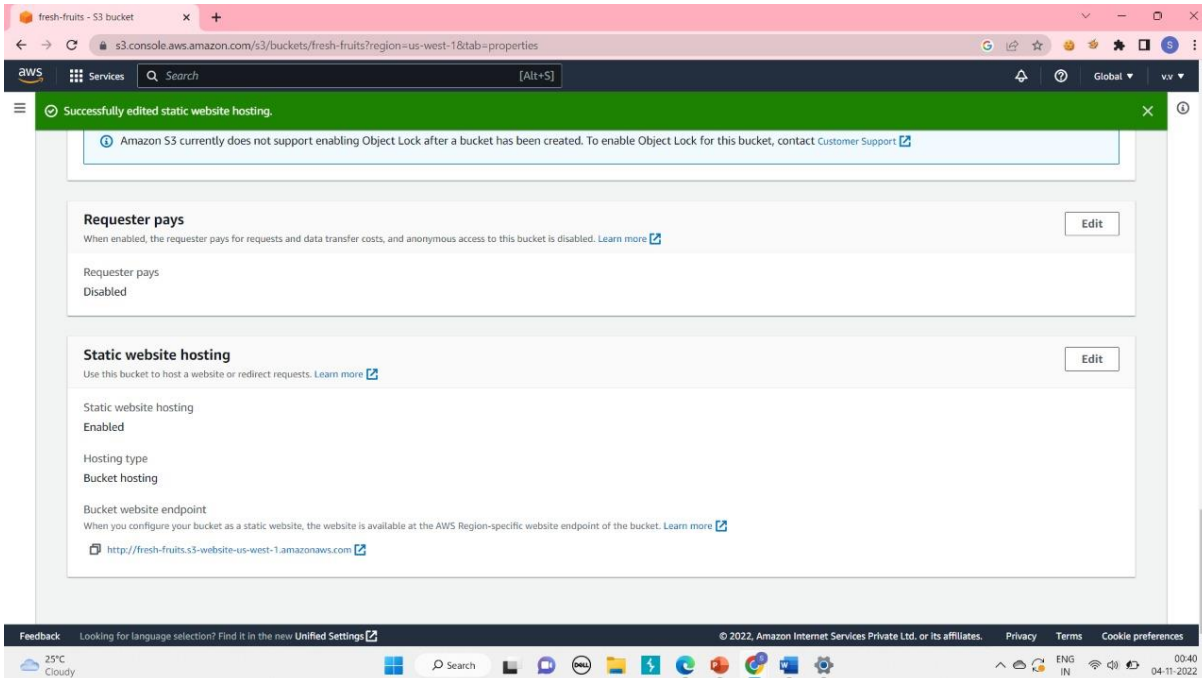 fresh-fruits - S3 bucket
s3.console.aws.amazon.com/s3/buckets/fresh-fruits?region=us-west-1&tab=properties
G
S
aws Services Search [Alt+S] Global v.v
Successfully edited static website hosting.
Amazon S3 currently does not support enabling Object Lock after a bucket has been created. To enable Object Lock for this bucket, contact Customer Support
Requester pays
Edit
When enabled, the requester pays for requests and data transfer costs, and anonymous access to this bucket is disabled. Learn more
Requester pays
Disabled
Static website hosting
Edit
Use this bucket to host a website or redirect requests. Learn more
Static website hosting
Enabled
Hosting type
Bucket hosting
Bucket website endpoint
When you configure your bucket as a static website, the website is available at the AWS Region-specific website endpoint of the bucket. Learn more
http://fresh-fruits.s3-website-us-west-1.amazonaws.com
Feedback Looking for language selection? Find it in the new Unified Settings © 2022, Amazon Internet Services Private Ltd. or its affiliates. Privacy Terms Cookie preferences
25°C
Cloudy
Search
DELL
ENG
IN
00:40
04-11-2022